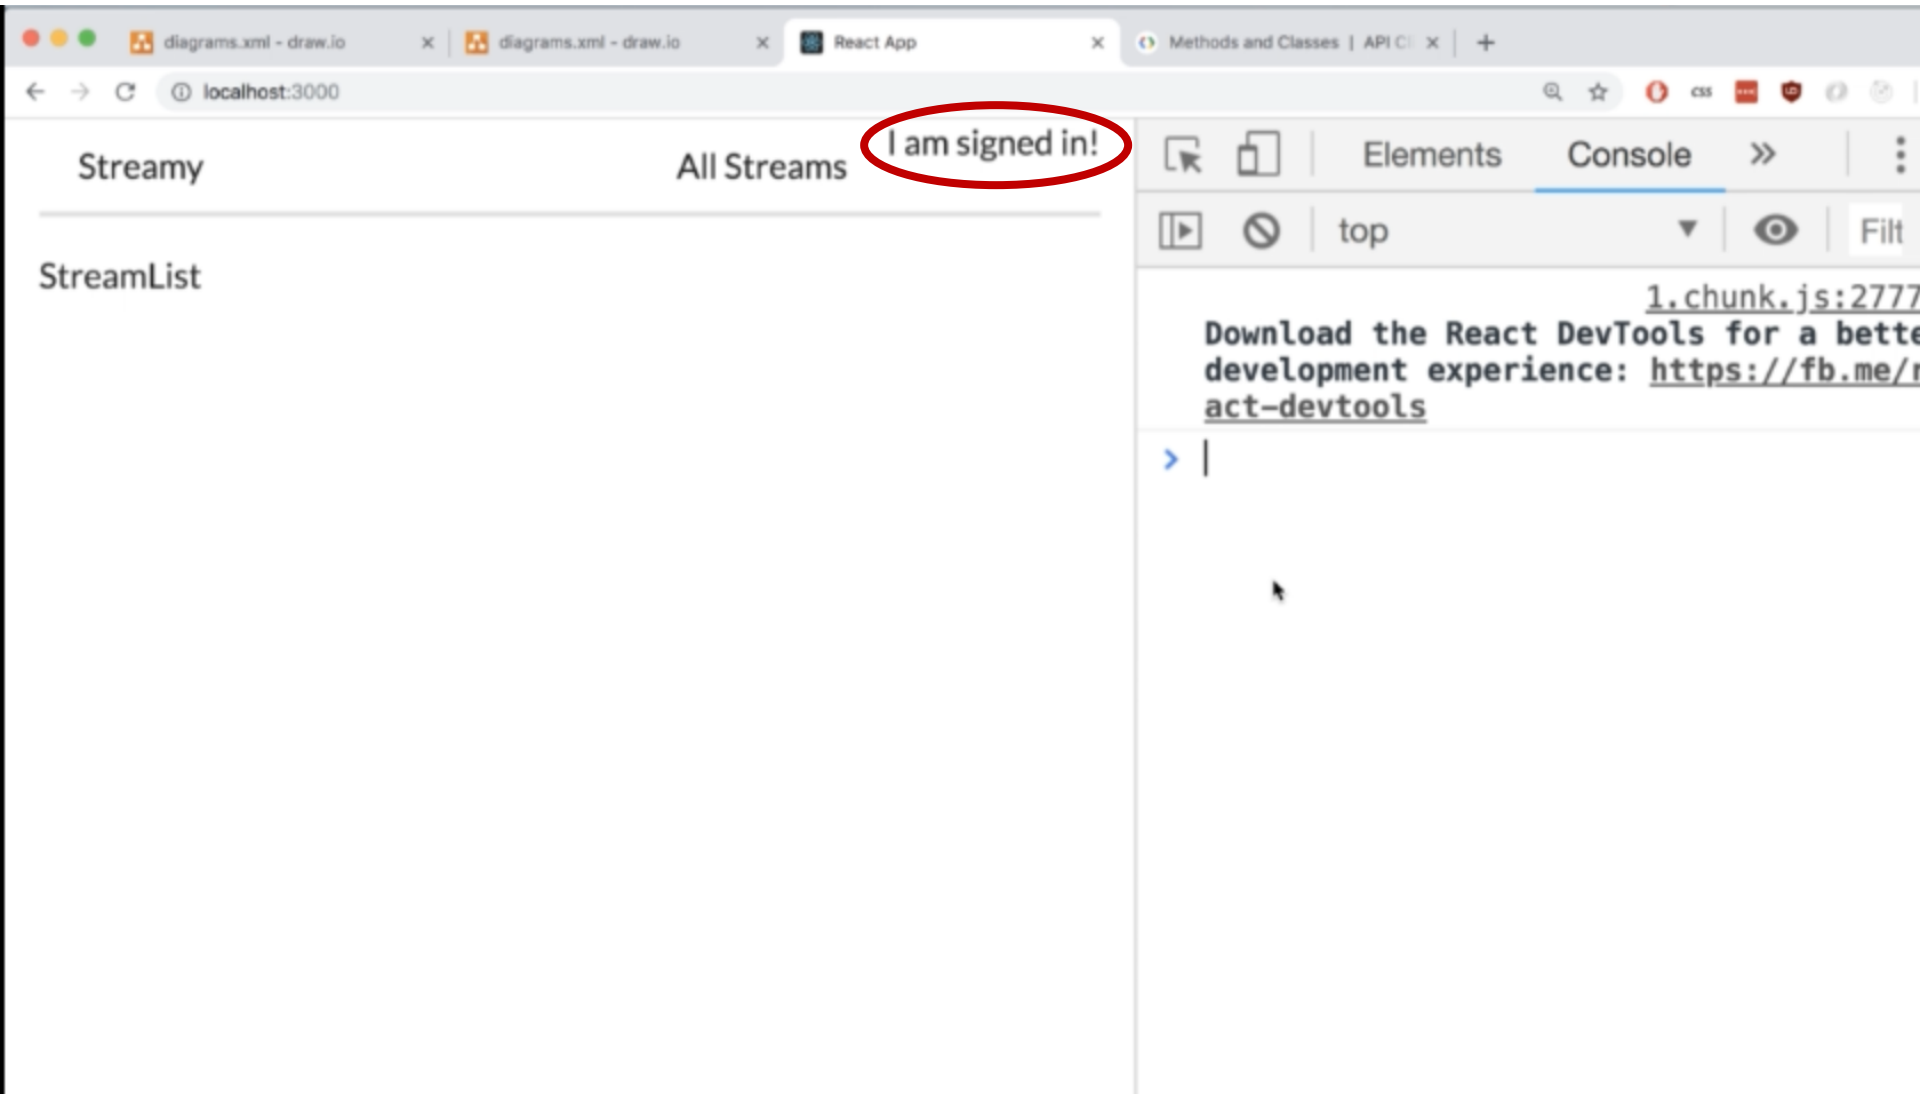 diagrams.xml - draw.io
diagrams.xml - draw.io
React App
Methods and Classes | API C
localhost:3000
css
Streamy
All Streams
I am signed in!
StreamList
Elements
Console
top
Filt
1.chunk.js:2777
Download the React DevTools for a bette
development experience: https://fb.me/r
act-devtools